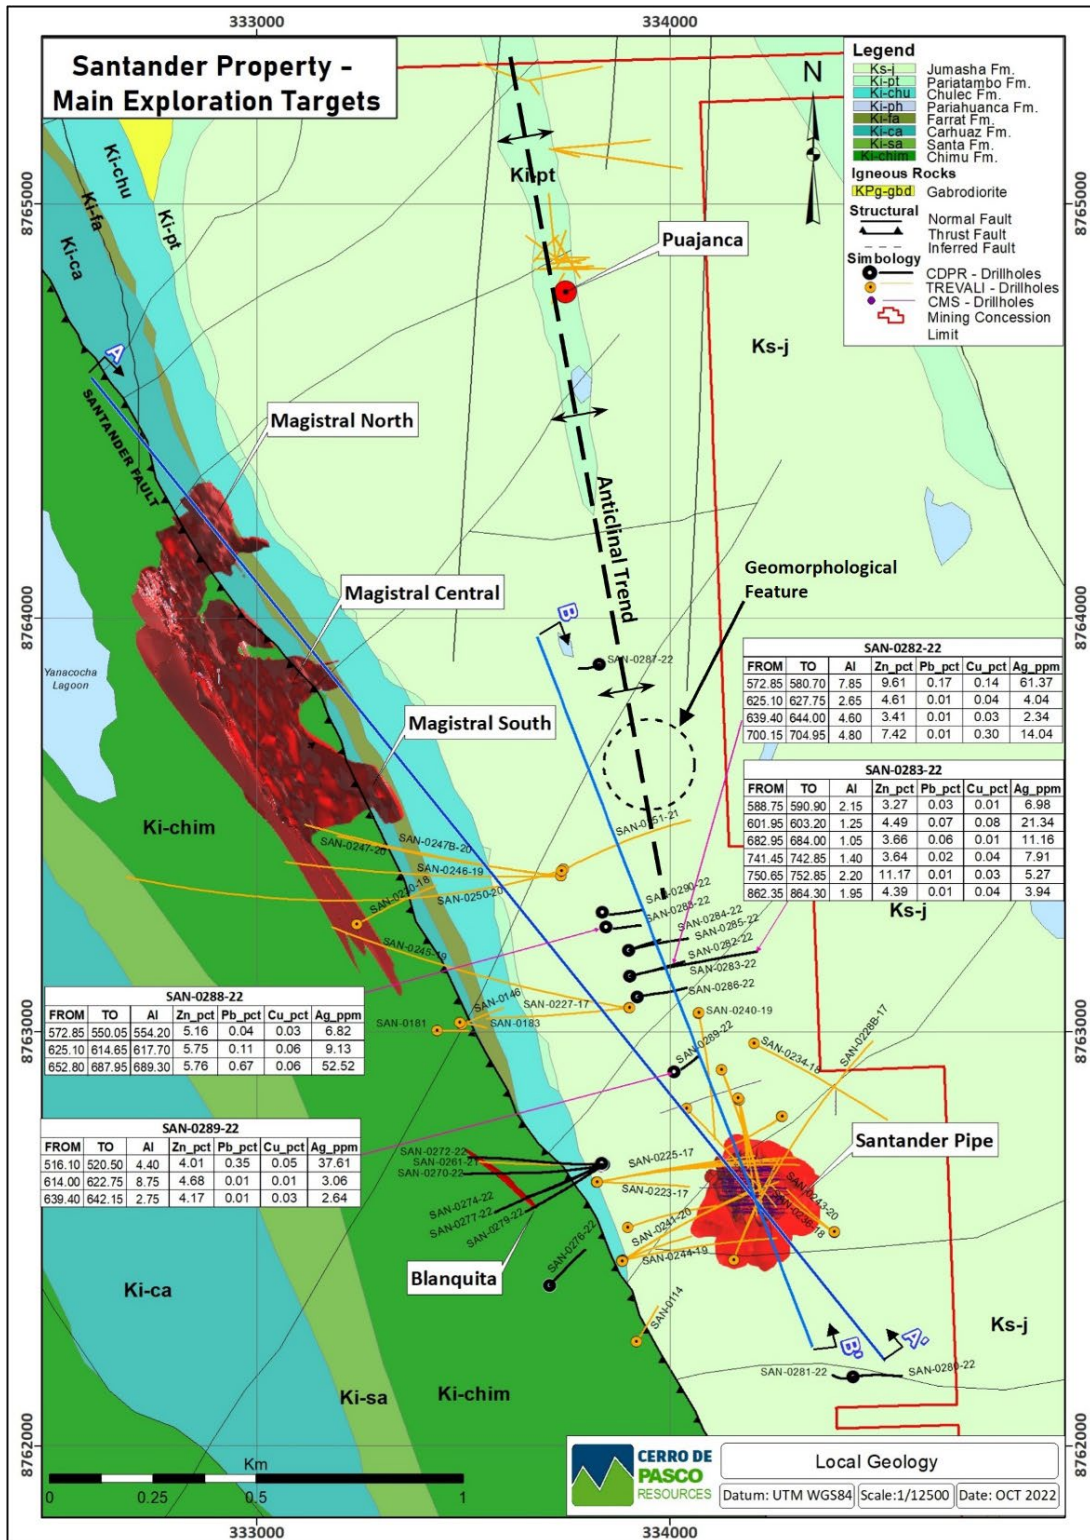 333000
334000
Santander Property -
Main Exploration Targets
Legend
Ks-j Jumasha Fm.
Ki-pt Pariatambo Fm.
Ki-chu Chulec Fm.
Ki-ph Pariahuanca Fm.
Ki-fa Farrat Fm.
Ki-ca Carhuaz Fm.
Ki-sa Santa Fm.
Ki-chim Chimu Fm.
Igneous Rocks
KPg-gbd Gabrodiorite
Structural
Normal Fault
Thrust Fault
Inferred Fault
Simbology
CDPR - Drillholes
TREVALI - Drillholes
CMS - Drillholes
Mining Concession
Limit
N
8765000
8765000
Ki-chu
Ki-fa
Ki-pt
Ki-ca
Ki-pt
Puajanca
Ks-j
A
SANTANDER FAULT
Magistral North
Anticlinal Trend
Geomorphological
Feature
Magistral Central
8764000
8764000
B
SAN-0287-22
Yanacocha
Lagoon
Magistral South
SAN-0282-22
FROM TO AI Zn_pct Pb_pct Cu_pct Ag_ppm
572.85 580.70 7.85 9.61 0.17 0.14 61.37
625.10 627.75 2.65 4.61 0.01 0.04 4.04
639.40 644.00 4.60 3.41 0.01 0.03 2.34
700.15 704.95 4.80 7.42 0.01 0.30 14.04
SAN-0283-22
FROM TO AI Zn_pct Pb_pct Cu_pct Ag_ppm
588.75 590.90 2.15 3.27 0.03 0.01 6.98
601.95 603.20 1.25 4.49 0.07 0.08 21.34
682.95 684.00 1.05 3.66 0.06 0.01 11.16
741.45 742.85 1.40 3.64 0.02 0.04 7.91
750.65 752.85 2.20 11.17 0.01 0.03 5.27
862.35 864.30 1.95 4.39 0.01 0.04 3.94
Ki-chim
SAN-0247-20
SAN-0247B-20
SAN-0246-19
SAN-0250-20
SAN-0245-19
SAN-0290-22
SAN-0284-22
SAN-0285-22
SAN-0282-22
SAN-0283-22
SAN-0286-22
Ks-j
SAN-0288-22
FROM TO AI Zn_pct Pb_pct Cu_pct Ag_ppm
572.85 550.05 554.20 5.16 0.04 0.03 6.82
625.10 614.65 617.70 5.75 0.11 0.06 9.13
652.80 687.95 689.30 5.76 0.67 0.06 52.52
SAN-0146
SAN-0227-17
SAN-0181
SAN-0183
SAN-0240-19
SAN-0289-22
SAN-0234-18
SAN-0228B-17
8763000
8763000
SAN-0289-22
FROM TO AI Zn_pct Pb_pct Cu_pct Ag_ppm
516.10 520.50 4.40 4.01 0.35 0.05 37.61
614.00 622.75 8.75 4.68 0.01 0.01 3.06
639.40 642.15 2.75 4.17 0.01 0.03 2.64
Santander Pipe
SAN-0272-22
SAN-0261-21
SAN-0270-22
SAN-0274-22
SAN-0277-22
SAN-0279-22
SAN-0276-22
SAN-0225-17
SAN-0223-17
SAN-0241-20
SAN-0244-19
SAN-0243-20
SAN-0236-18
SAN-0114
Blanquita
Ki-ca
Ki-sa
Ki-chim
Ks-j
B'
A'
SAN-0281-22
SAN-0280-22
8762000
8762000
Km
0 0.25 0.5 1
CERRO DE
PASCO
RESOURCES
Local Geology
Datum: UTM WGS84
Scale:1/12500
Date: OCT 2022
333000
334000